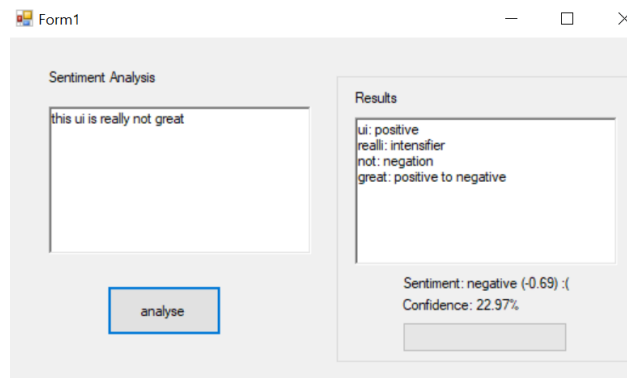 Form1
Sentiment Analysis
this ui is really not great
analyse
Results
ui: positive
realli: intensifier
not: negation
great: positive to negative
Sentiment: negative (-0.69) :(
Confidence: 22.97%